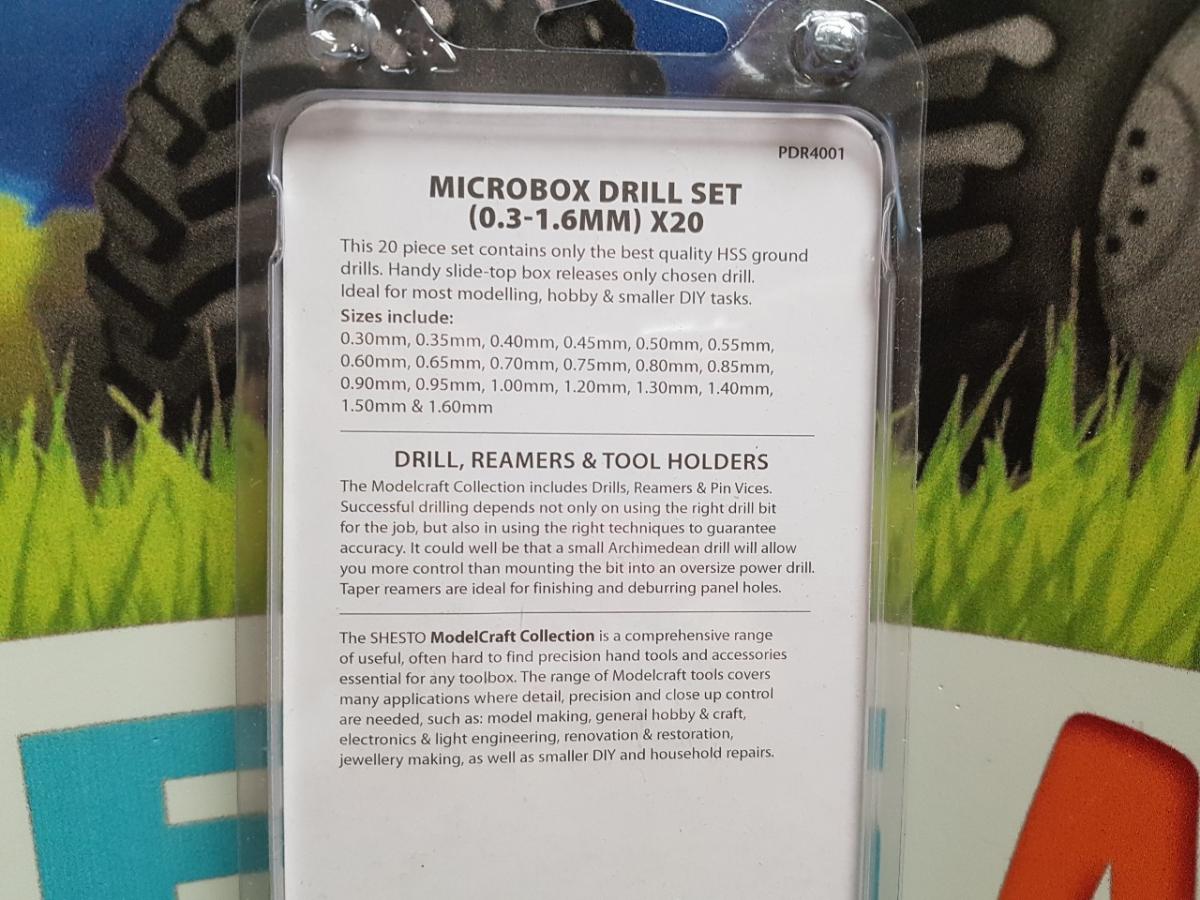 PDR4001
MICROBOX DRILL SET
(0.3-1.6MM) X20
This 20 piece set contains only the best quality HSS ground
drills. Handy slide-top box releases only chosen drill.
Ideal for most modelling, hobby & smaller DIY tasks.
Sizes include:
0.30mm, 0.35mm, 0.40mm, 0.45mm, 0.50mm, 0.55mm,
0.60mm, 0.65mm, 0.70mm, 0.75mm, 0.80mm, 0.85mm,
0.90mm, 0.95mm, 1.00mm, 1.20mm, 1.30mm, 1.40mm,
1.50mm & 1.60mm
DRILL, REAMERS & TOOL HOLDERS
The Modelcraft Collection includes Drills, Reamers & Pin Vices.
Successful drilling depends not only on using the right drill bit
for the job, but also in using the right techniques to guarantee
accuracy. It could well be that a small Archimedean drill will allow
you more control than mounting the bit into an oversize power drill.
Taper reamers are ideal for finishing and deburring panel holes.
The SHESTO ModelCraft Collection is a comprehensive range
of useful, often hard to find precision hand tools and accessories
essential for any toolbox. The range of Modelcraft tools covers
many applications where detail, precision and close up control
are needed, such as: model making, general hobby & craft,
electronics & light engineering, renovation & restoration,
jewellery making, as well as smaller DIY and household repairs.